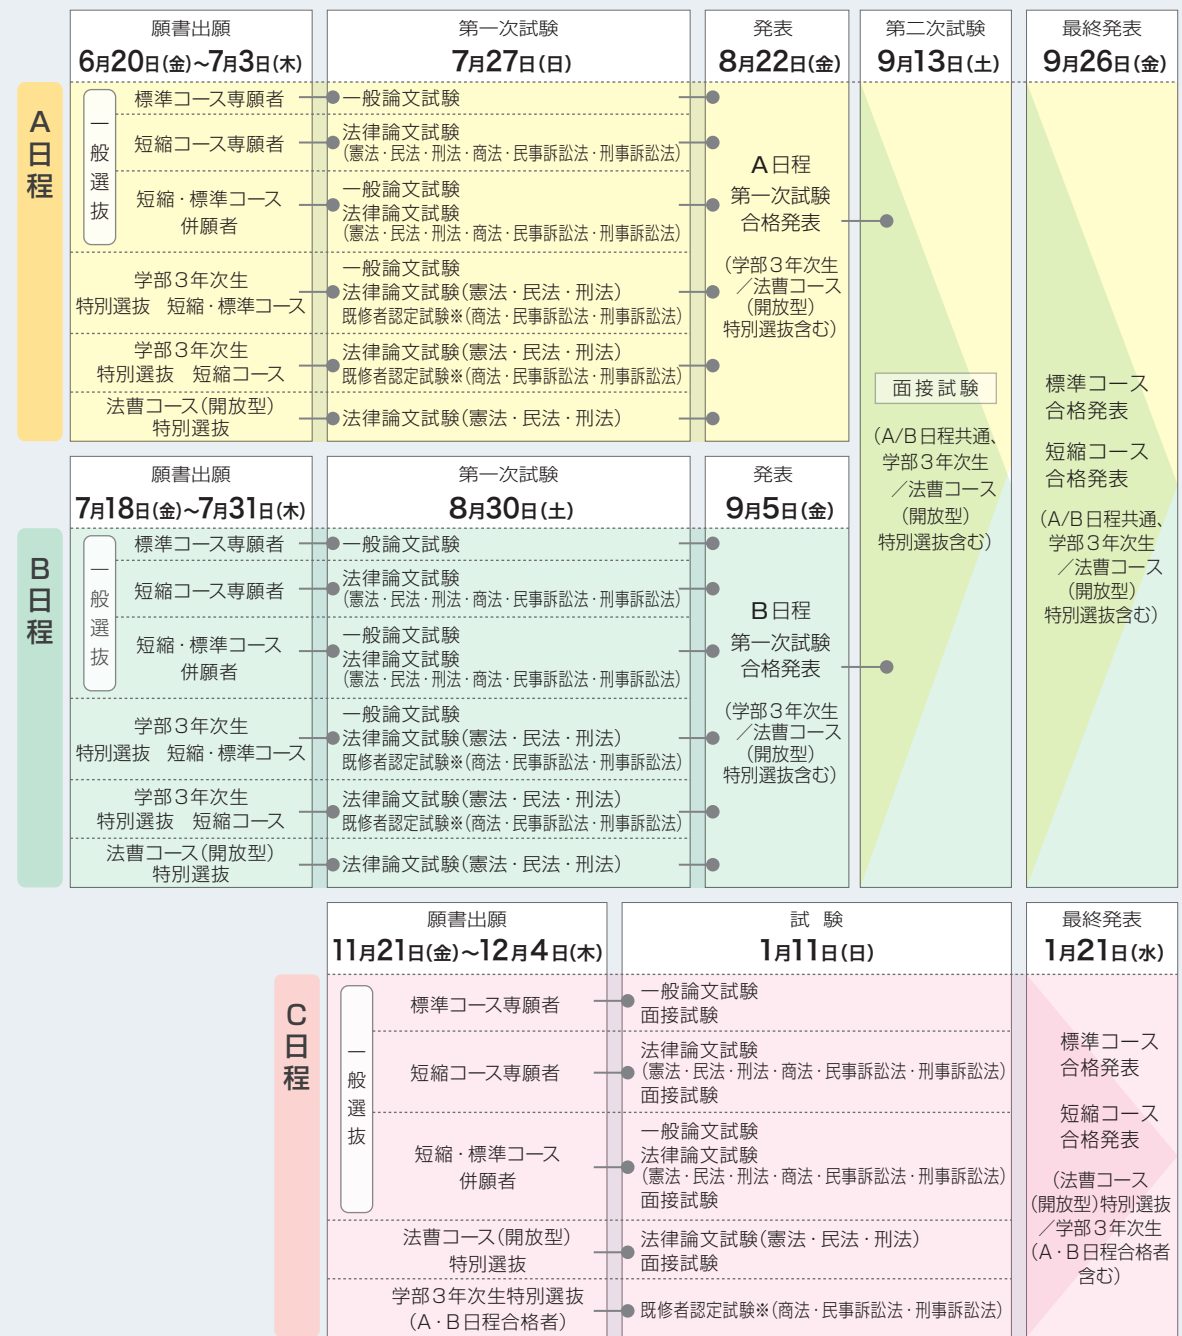 願書出願
6月20日(金)~7月3日(木)
第一次試験
7月27日(日)
発表
8月22日(金)
第二次試験
9月13日(土)
最終発表
9月26日(金)
A日程
一般選抜
標準コース専願者
一般論文試験
短縮コース専願者
法律論文試験
(憲法・民法・刑法・商法・民事訴訟法・刑事訴訟法)
短縮・標準コース
併願者
一般論文試験
法律論文試験
(憲法・民法・刑法・商法・民事訴訟法・刑事訴訟法)
学部3年次生
特別選抜 短縮・標準コース
一般論文試験
法律論文試験(憲法・民法・刑法)
既修者認定試験※(商法・民事訴訟法・刑事訴訟法)
学部3年次生
特別選抜 短縮コース
法律論文試験(憲法・民法・刑法)
既修者認定試験※(商法・民事訴訟法・刑事訴訟法)
法曹コース(開放型)
特別選抜
法律論文試験(憲法・民法・刑法)
A日程
第一次試験
合格発表
(学部3年次生
/法曹コース
(開放型)
特別選抜含む)
面接試験
(A/B日程共通、
学部3年次生
/法曹コース
(開放型)
特別選抜含む)
標準コース
合格発表
短縮コース
合格発表
(A/B日程共通、
学部3年次生
/法曹コース
(開放型)
特別選抜含む)
願書出願
7月18日(金)~7月31日(木)
第一次試験
8月30日(土)
発表
9月5日(金)
B日程
一般選抜
標準コース専願者
一般論文試験
短縮コース専願者
法律論文試験
(憲法・民法・刑法・商法・民事訴訟法・刑事訴訟法)
短縮・標準コース
併願者
一般論文試験
法律論文試験
(憲法・民法・刑法・商法・民事訴訟法・刑事訴訟法)
学部3年次生
特別選抜 短縮・標準コース
一般論文試験
法律論文試験(憲法・民法・刑法)
既修者認定試験※(商法・民事訴訟法・刑事訴訟法)
学部3年次生
特別選抜 短縮コース
法律論文試験(憲法・民法・刑法)
既修者認定試験※(商法・民事訴訟法・刑事訴訟法)
法曹コース(開放型)
特別選抜
法律論文試験(憲法・民法・刑法)
B日程
第一次試験
合格発表
(学部3年次生
/法曹コース
(開放型)
特別選抜含む)
願書出願
11月21日(金)~12月4日(木)
試 験
1月11日(日)
最終発表
1月21日(水)
C日程
一般選抜
標準コース専願者
一般論文試験
面接試験
短縮コース専願者
法律論文試験
(憲法・民法・刑法・商法・民事訴訟法・刑事訴訟法)
面接試験
短縮・標準コース
併願者
一般論文試験
法律論文試験
(憲法・民法・刑法・商法・民事訴訟法・刑事訴訟法)
面接試験
法曹コース(開放型)
特別選抜
法律論文試験(憲法・民法・刑法)
面接試験
学部3年次生特別選抜
(A・B日程合格者)
既修者認定試験※(商法・民事訴訟法・刑事訴訟法)
標準コース
合格発表
短縮コース
合格発表
(法曹コース
(開放型)特別選抜
/学部3年次生
(A・B日程合格者
含む)